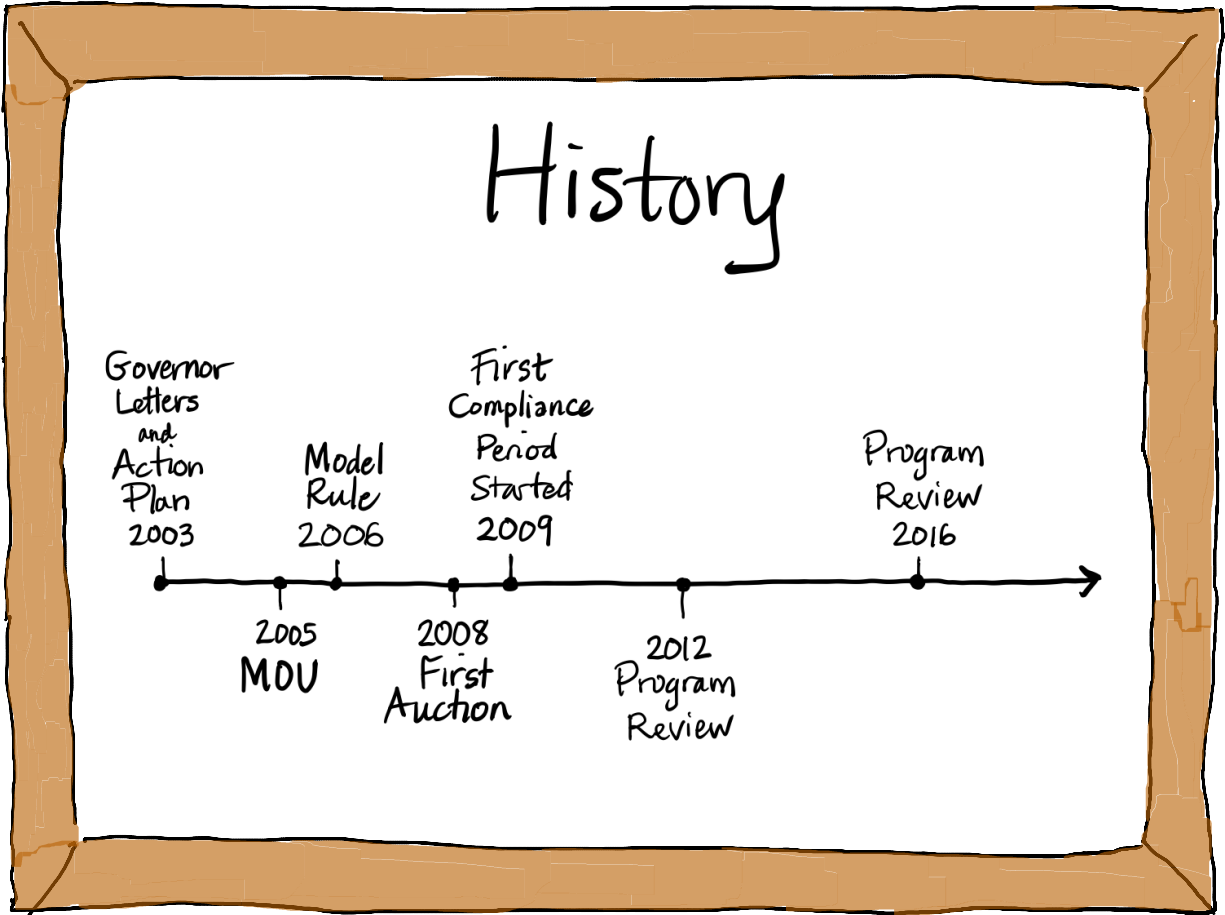 History
Governor
Letters
and
Action
Plan
2003
2005
MOU
Model
Rule
2006
2008
First
Auction
First
Compliance
Period
Started
2009
2012
Program
Review
Program
Review
2016